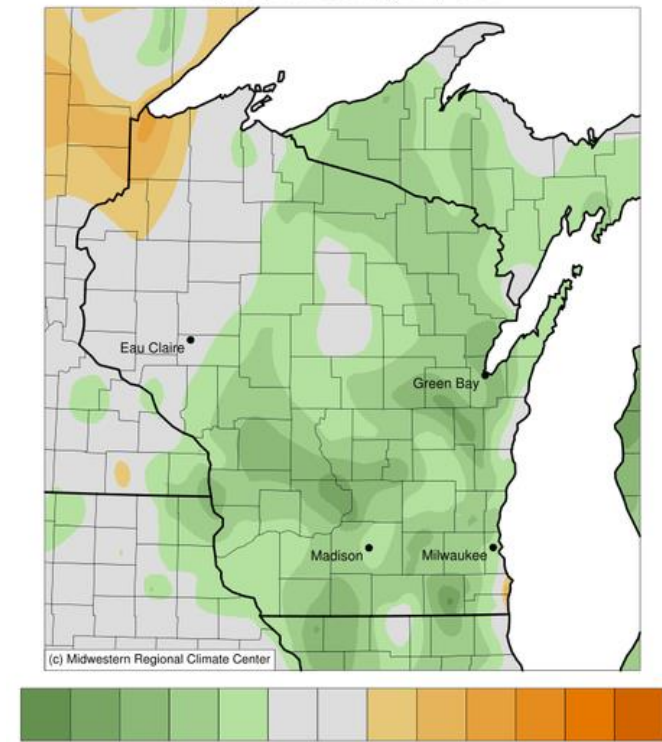 Eau Claire
Green Bay
Madison
Milwaukee
(c) Midwestern Regional Climate Center